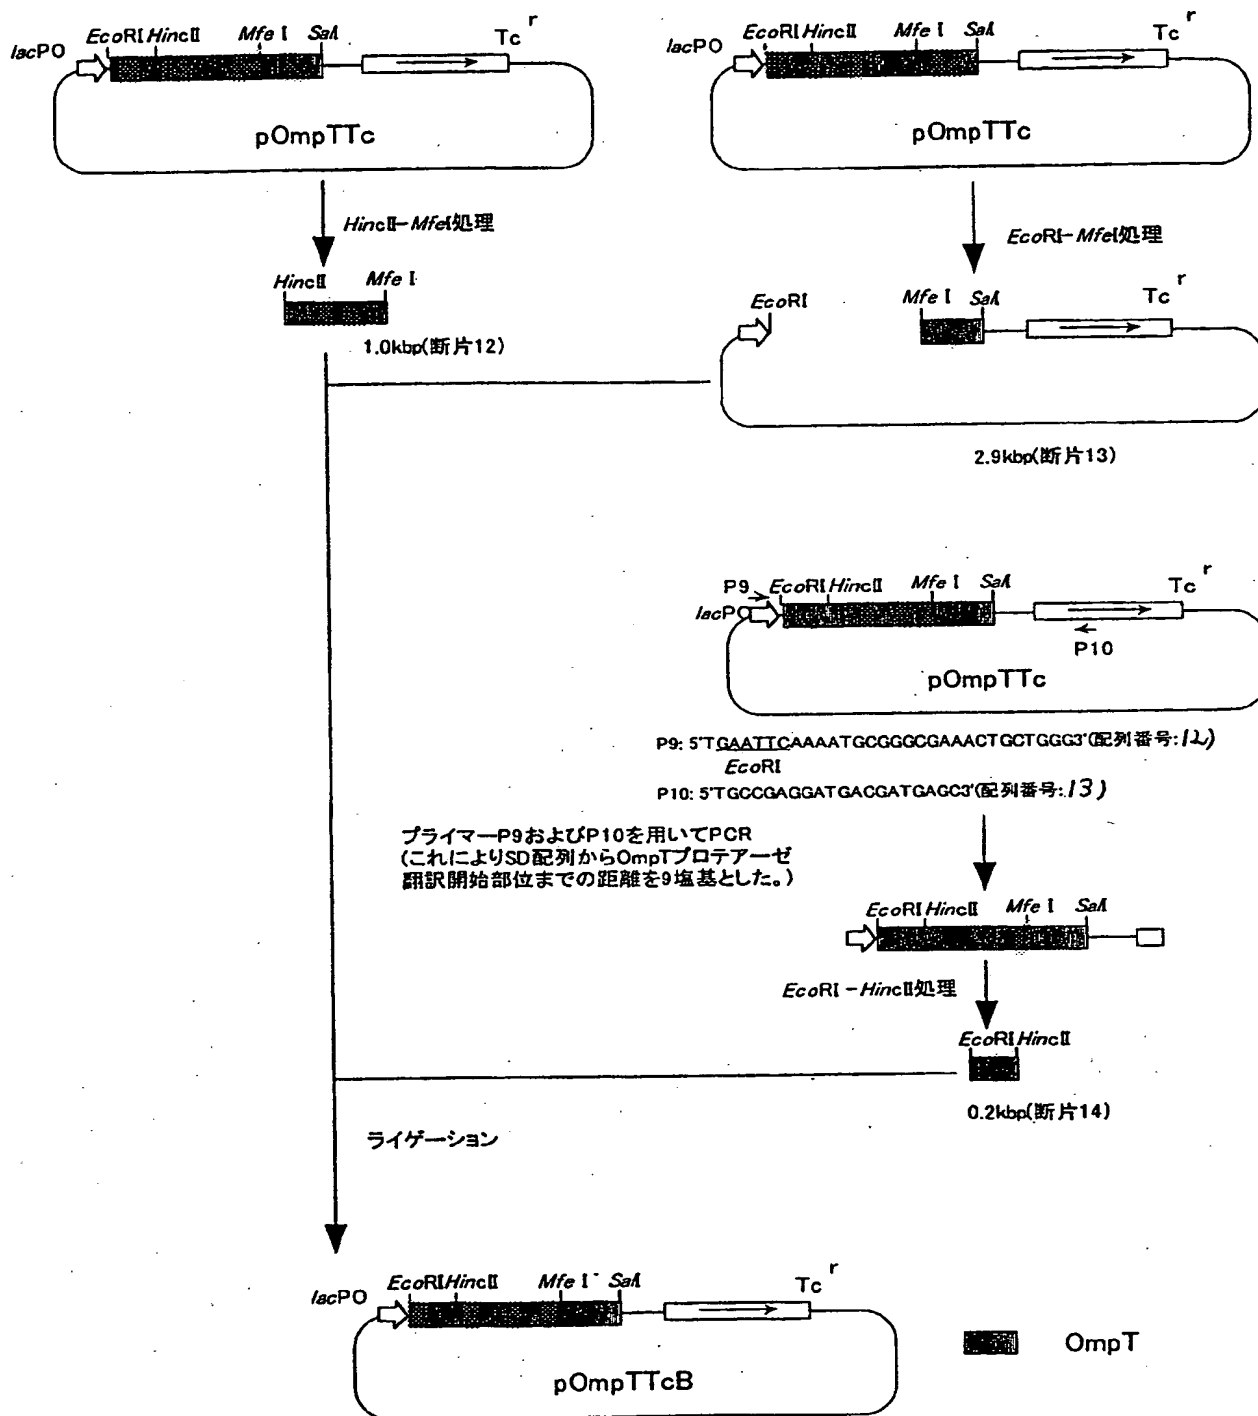 lacPO EcoRI HincII Mfe I SalI Tc r
pOmpTTc
lacPO EcoRI HincII Mfe I SalI Tc r
pOmpTTc
HincII-MfeI処理
EcoRI-MfeI処理
HincII Mfe I
1.0kbp(断片12)
EcoRI Mfe I SalI Tc r
2.9kbp(断片13)
P9 EcoRI HincII Mfe I SalI Tc r
lacPO
P10
pOmpTTc
P9: 5'TGAATTCAAAATGCGGGCGAAACTGCTGGG3'(配列番号:12)
EcoRI
P10: 5'TGCCGAGGATGACGATGAGC3'(配列番号:13)
プライマーP9およびP10を用いてPCR
(これによりSD配列からOmpTプロテアーゼ
翻訳開始部位までの距離を9塩基とした。)
EcoRI HincII Mfe I SalI
EcoRI-HincII処理
EcoRI HincII
0.2kbp(断片14)
ライゲーション
lacPO EcoRI HincII Mfe I SalI Tc r
pOmpTTcB
OmpT